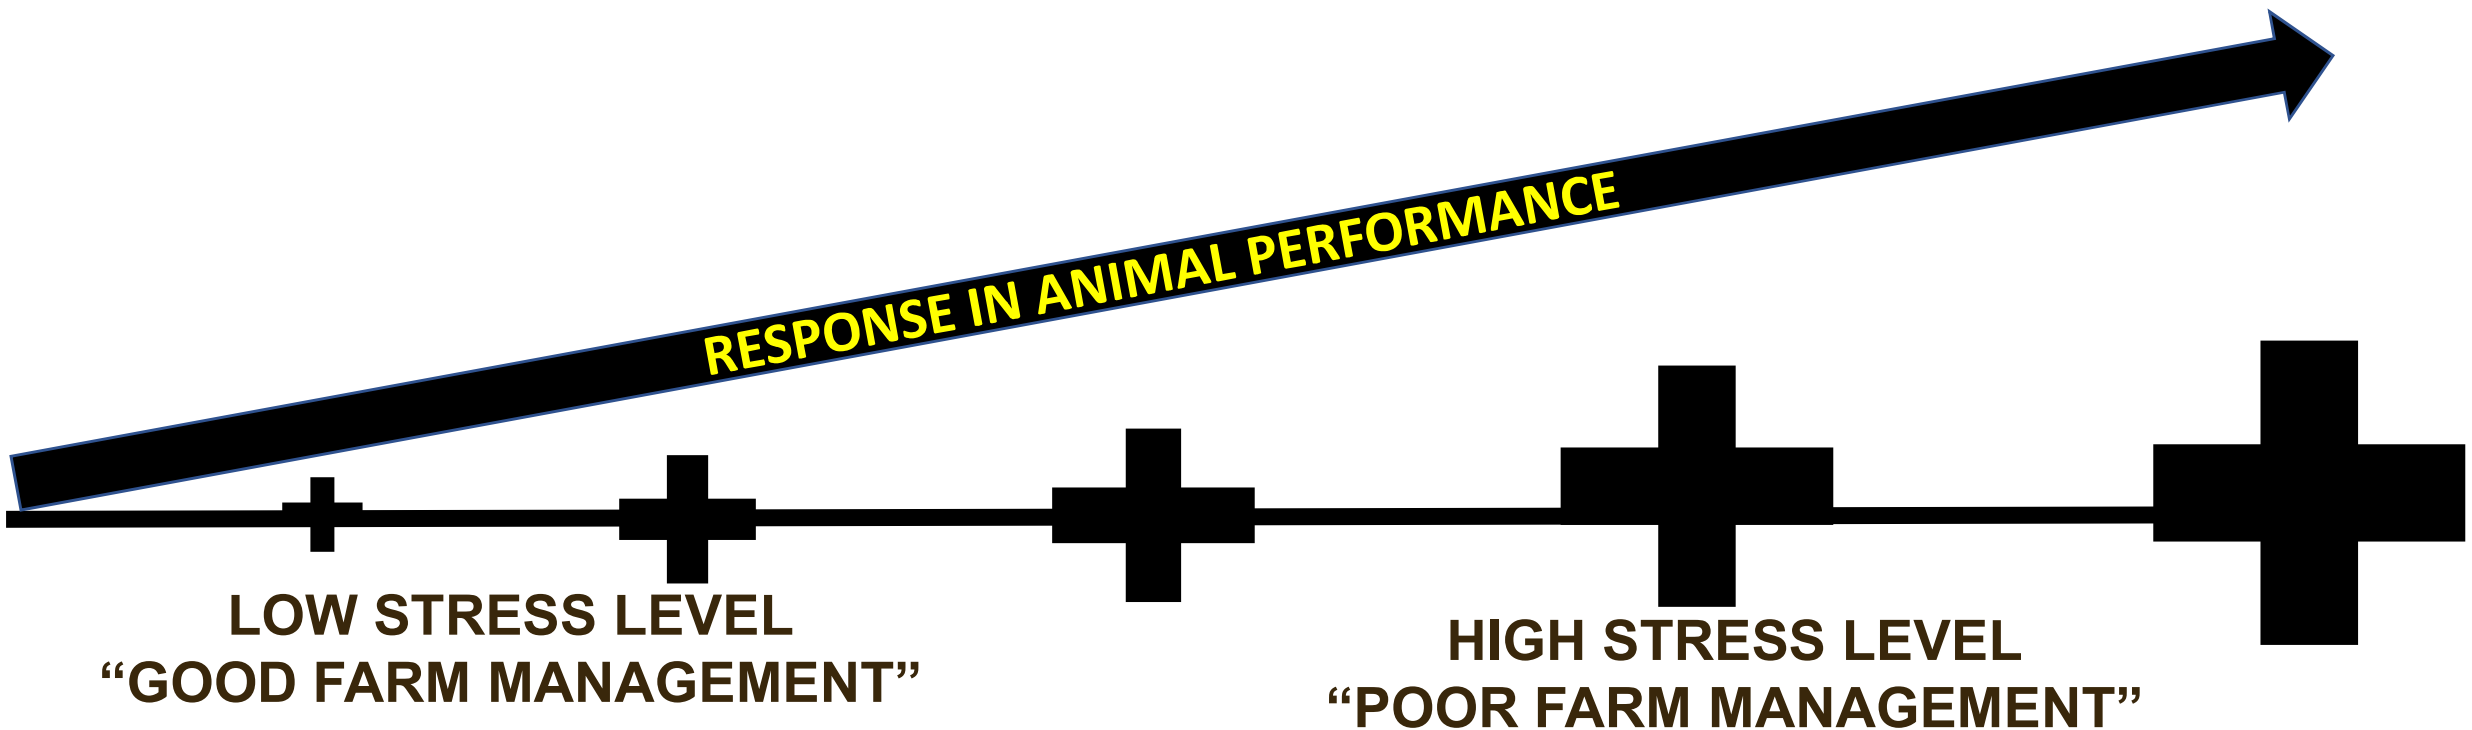 RESPONSE IN ANIMAL PERFORMANCE
LOW STRESS LEVEL
“GOOD FARM MANAGEMENT”
HIGH STRESS LEVEL
“POOR FARM MANAGEMENT”